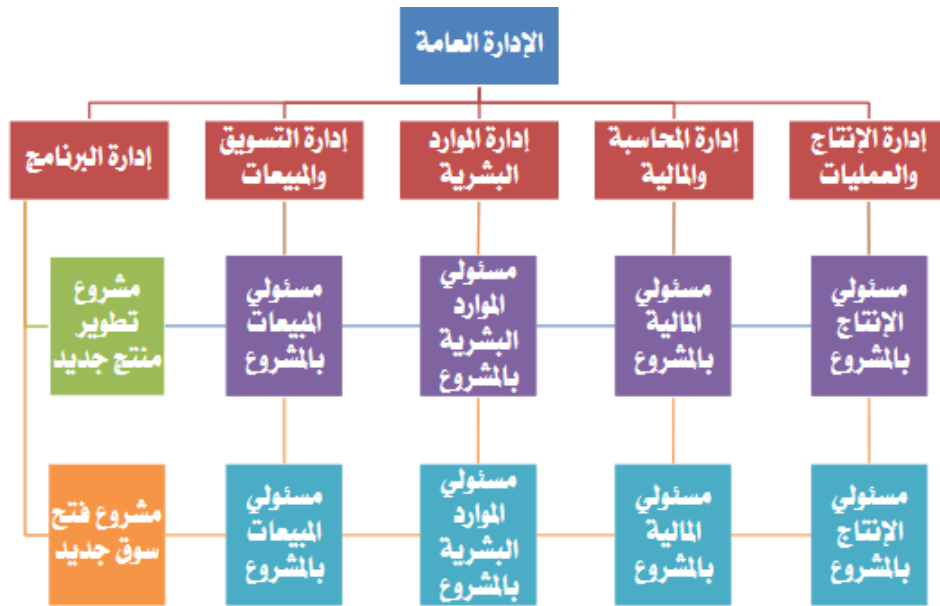 الإدارة العامة
إدارة الإنتاج
والعمليات
إدارة المحاسبة
والمالية
إدارة الموارد
البشرية
إدارة التسويق
والمبيعات
إدارة البرنامج
مسئولي
الإنتاج
بالمشروع
مسئولي
المالية
بالمشروع
مسئولي
الموارد
البشرية
بالمشروع
مسئولي
المبيعات
بالمشروع
مشروع
تطوير
منتج جديد
مسئولي
الإنتاج
بالمشروع
مسئولي
المالية
بالمشروع
مسئولي
الموارد
البشرية
بالمشروع
مسئولي
المبيعات
بالمشروع
مشروع فتح
سوق جديد